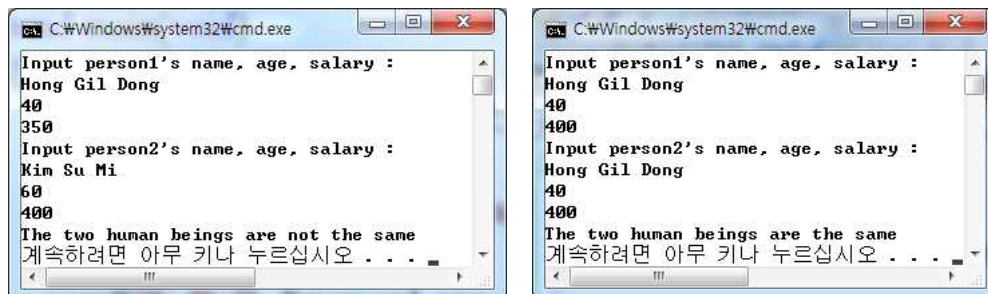 C:₩Windows₩system32₩cmd.exe
Input person1's name, age, salary :
Hong Gil Dong
40
350
Input person2's name, age, salary :
Kim Su Mi
60
400
The two human beings are not the same
계속하려면 아무 키나 누르십시오 . . .
C:₩Windows₩system32₩cmd.exe
Input person1's name, age, salary :
Hong Gil Dong
40
400
Input person2's name, age, salary :
Hong Gil Dong
40
400
The two human beings are the same
계속하려면 아무 키나 누르십시오 . . .